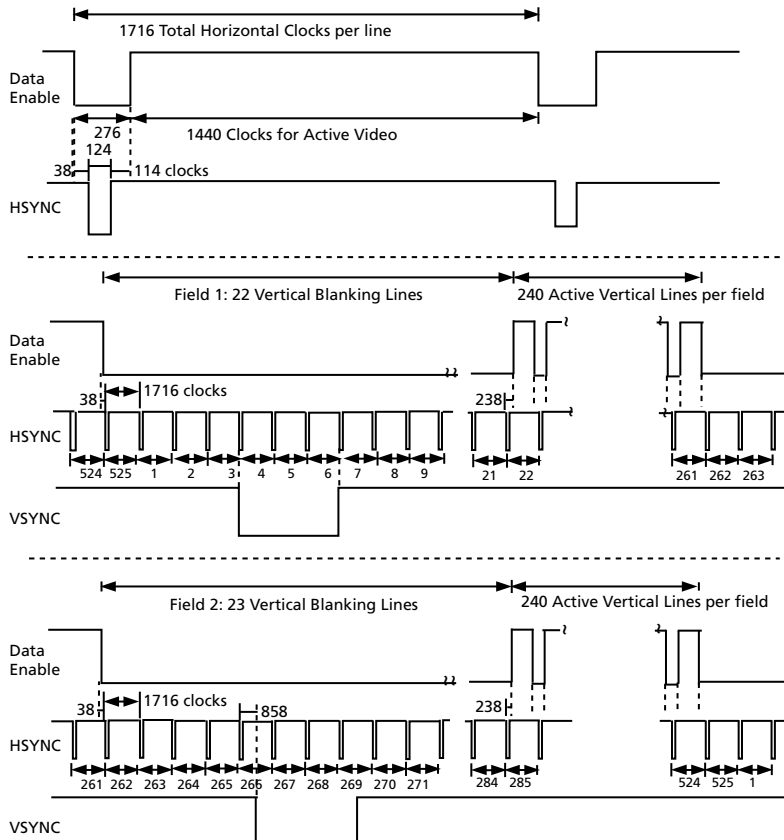 1716 Total Horizontal Clocks per line
Data
Enable
276
1440 Clocks for Active Video
124
38
114 clocks
HSYNC
Field 1: 22 Vertical Blanking Lines
240 Active Vertical Lines per field
Data
Enable
1716 clocks
38
238
HSYNC
524 525 1 2 3 4 5 6 7 8 9 21 22 261 262 263
VSYNC
Field 2: 23 Vertical Blanking Lines
240 Active Vertical Lines per field
Data
Enable
1716 clocks
38
858
238
HSYNC
261 262 263 264 265 266 267 268 269 270 271 284 285 524 525 1
VSYNC